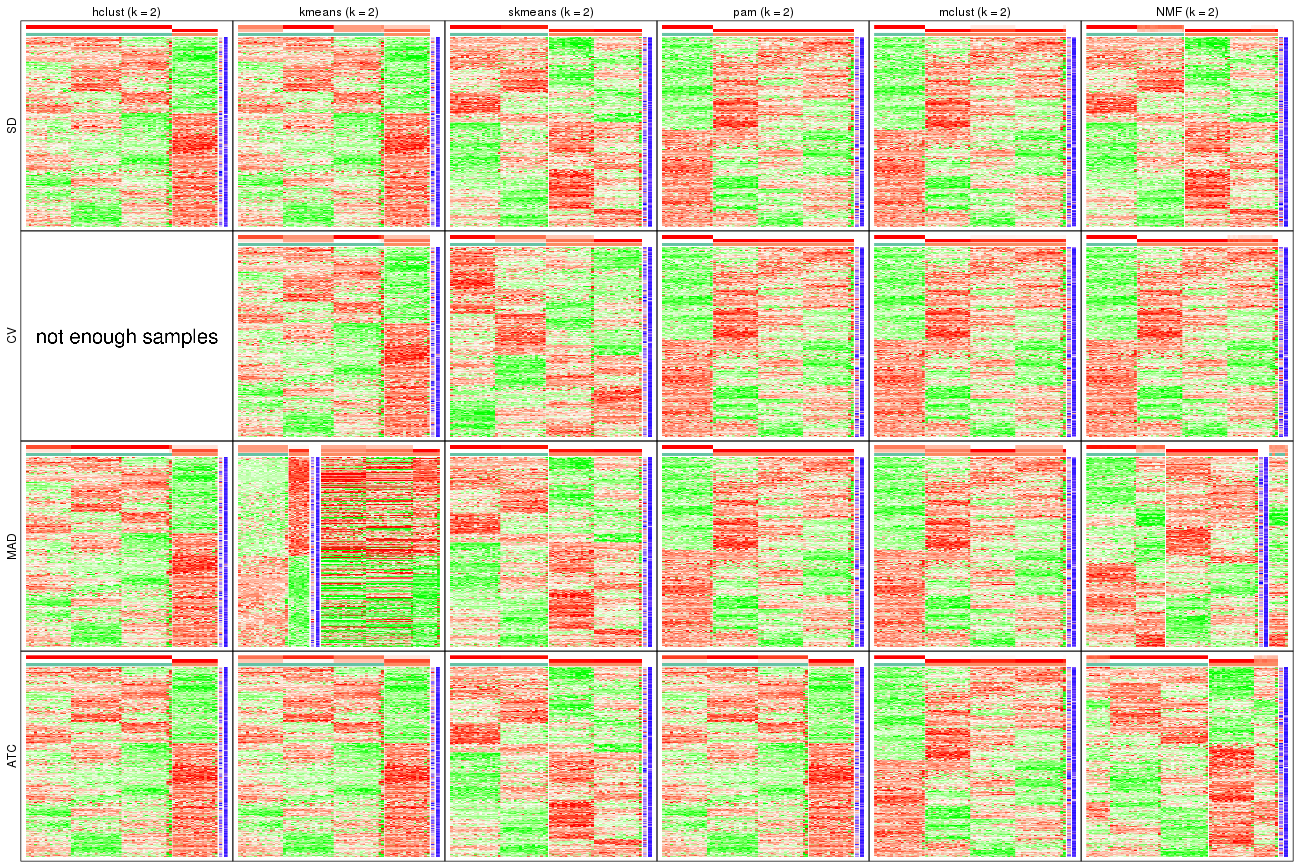 hclust (k = 2)
kmeans (k = 2)
skmeans (k = 2)
pam (k = 2)
mclust (k = 2)
NMF (k = 2)
SD
CV
not enough samples
MAD
ATC